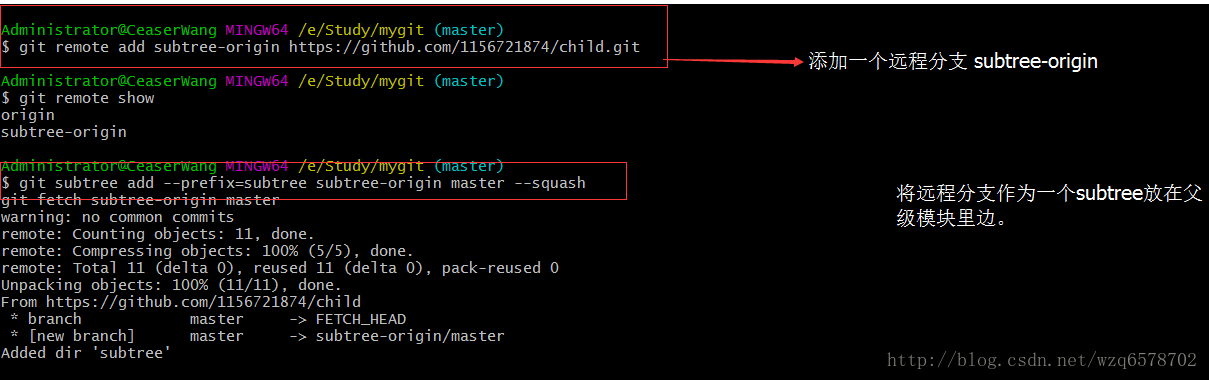 Administrator@CeaserWang MINGW64 /e/Study/mygit (master)
$ git remote add subtree-origin https://github.com/1156721874/child.git
添加一个远程分支 subtree-origin
Administrator@CeaserWang MINGW64 /e/Study/mygit (master)
$ git remote show
origin
subtree-origin
Administrator@CeaserWang MINGW64 /e/Study/mygit (master)
$ git subtree add --prefix=subtree subtree-origin master --squash
将远程分支作为一个subtree放在父
级模块里边。
git fetch subtree-origin master
warning: no common commits
remote: Counting objects: 11, done.
remote: Compressing objects: 100% (5/5), done.
remote: Total 11 (delta 0), reused 11 (delta 0), pack-reused 0
Unpacking objects: 100% (11/11), done.
From https://github.com/1156721874/child
 * branch            master     -> FETCH_HEAD
 * [new branch]      master     -> subtree-origin/master
Added dir 'subtree'
http://blog.csdn.net/wzq6578702